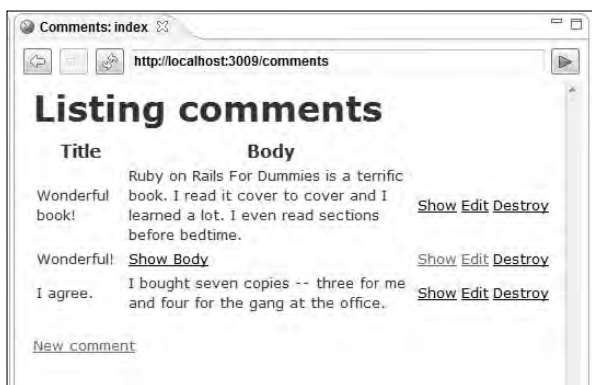 Comments: index
http://localhost:3009/comments
Listing comments
Title Body
Wonderful book! Ruby on Rails For Dummies is a terrific
book. I read it cover to cover and I
learned a lot. I even read sections
before bedtime. Show Edit Destroy
Wonderful! Show Body Show Edit Destroy
I agree. I bought seven copies -- three for me
and four for the gang at the office. Show Edit Destroy
New comment